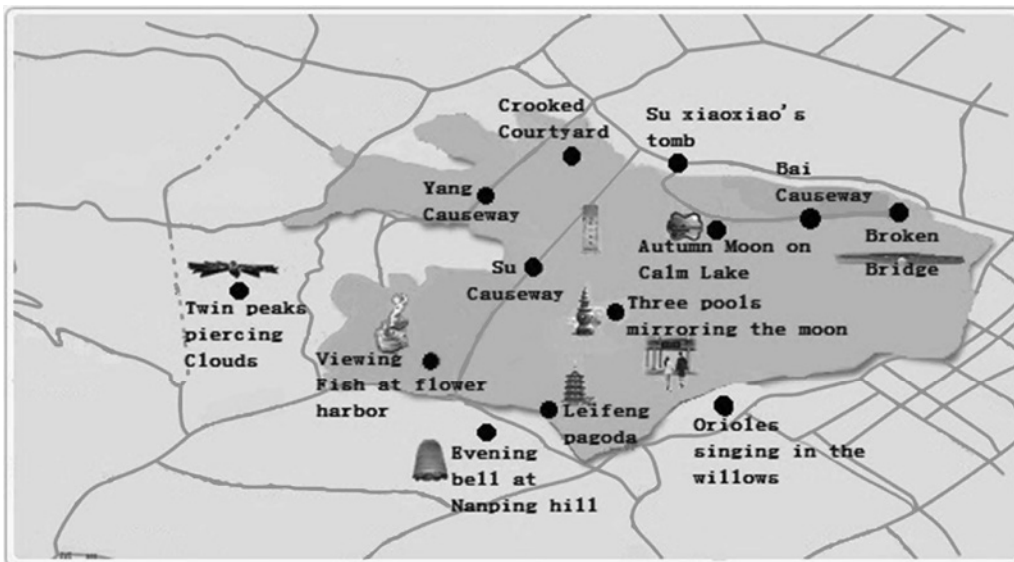 Crooked
Courtyard
Su xiaoxiao's
tomb
Bai
Causeway
Yang
Causeway
Broken
Bridge
Autumn Moon on
Calm Lake
Su
Causeway
Twin peaks
piercing
Clouds
Three pools
mirroring the moon
Viewing
Fish at flower
harbor
Leifeng
pagoda
Orioles
singing in the
willows
Evening
bell at
Nanping hill